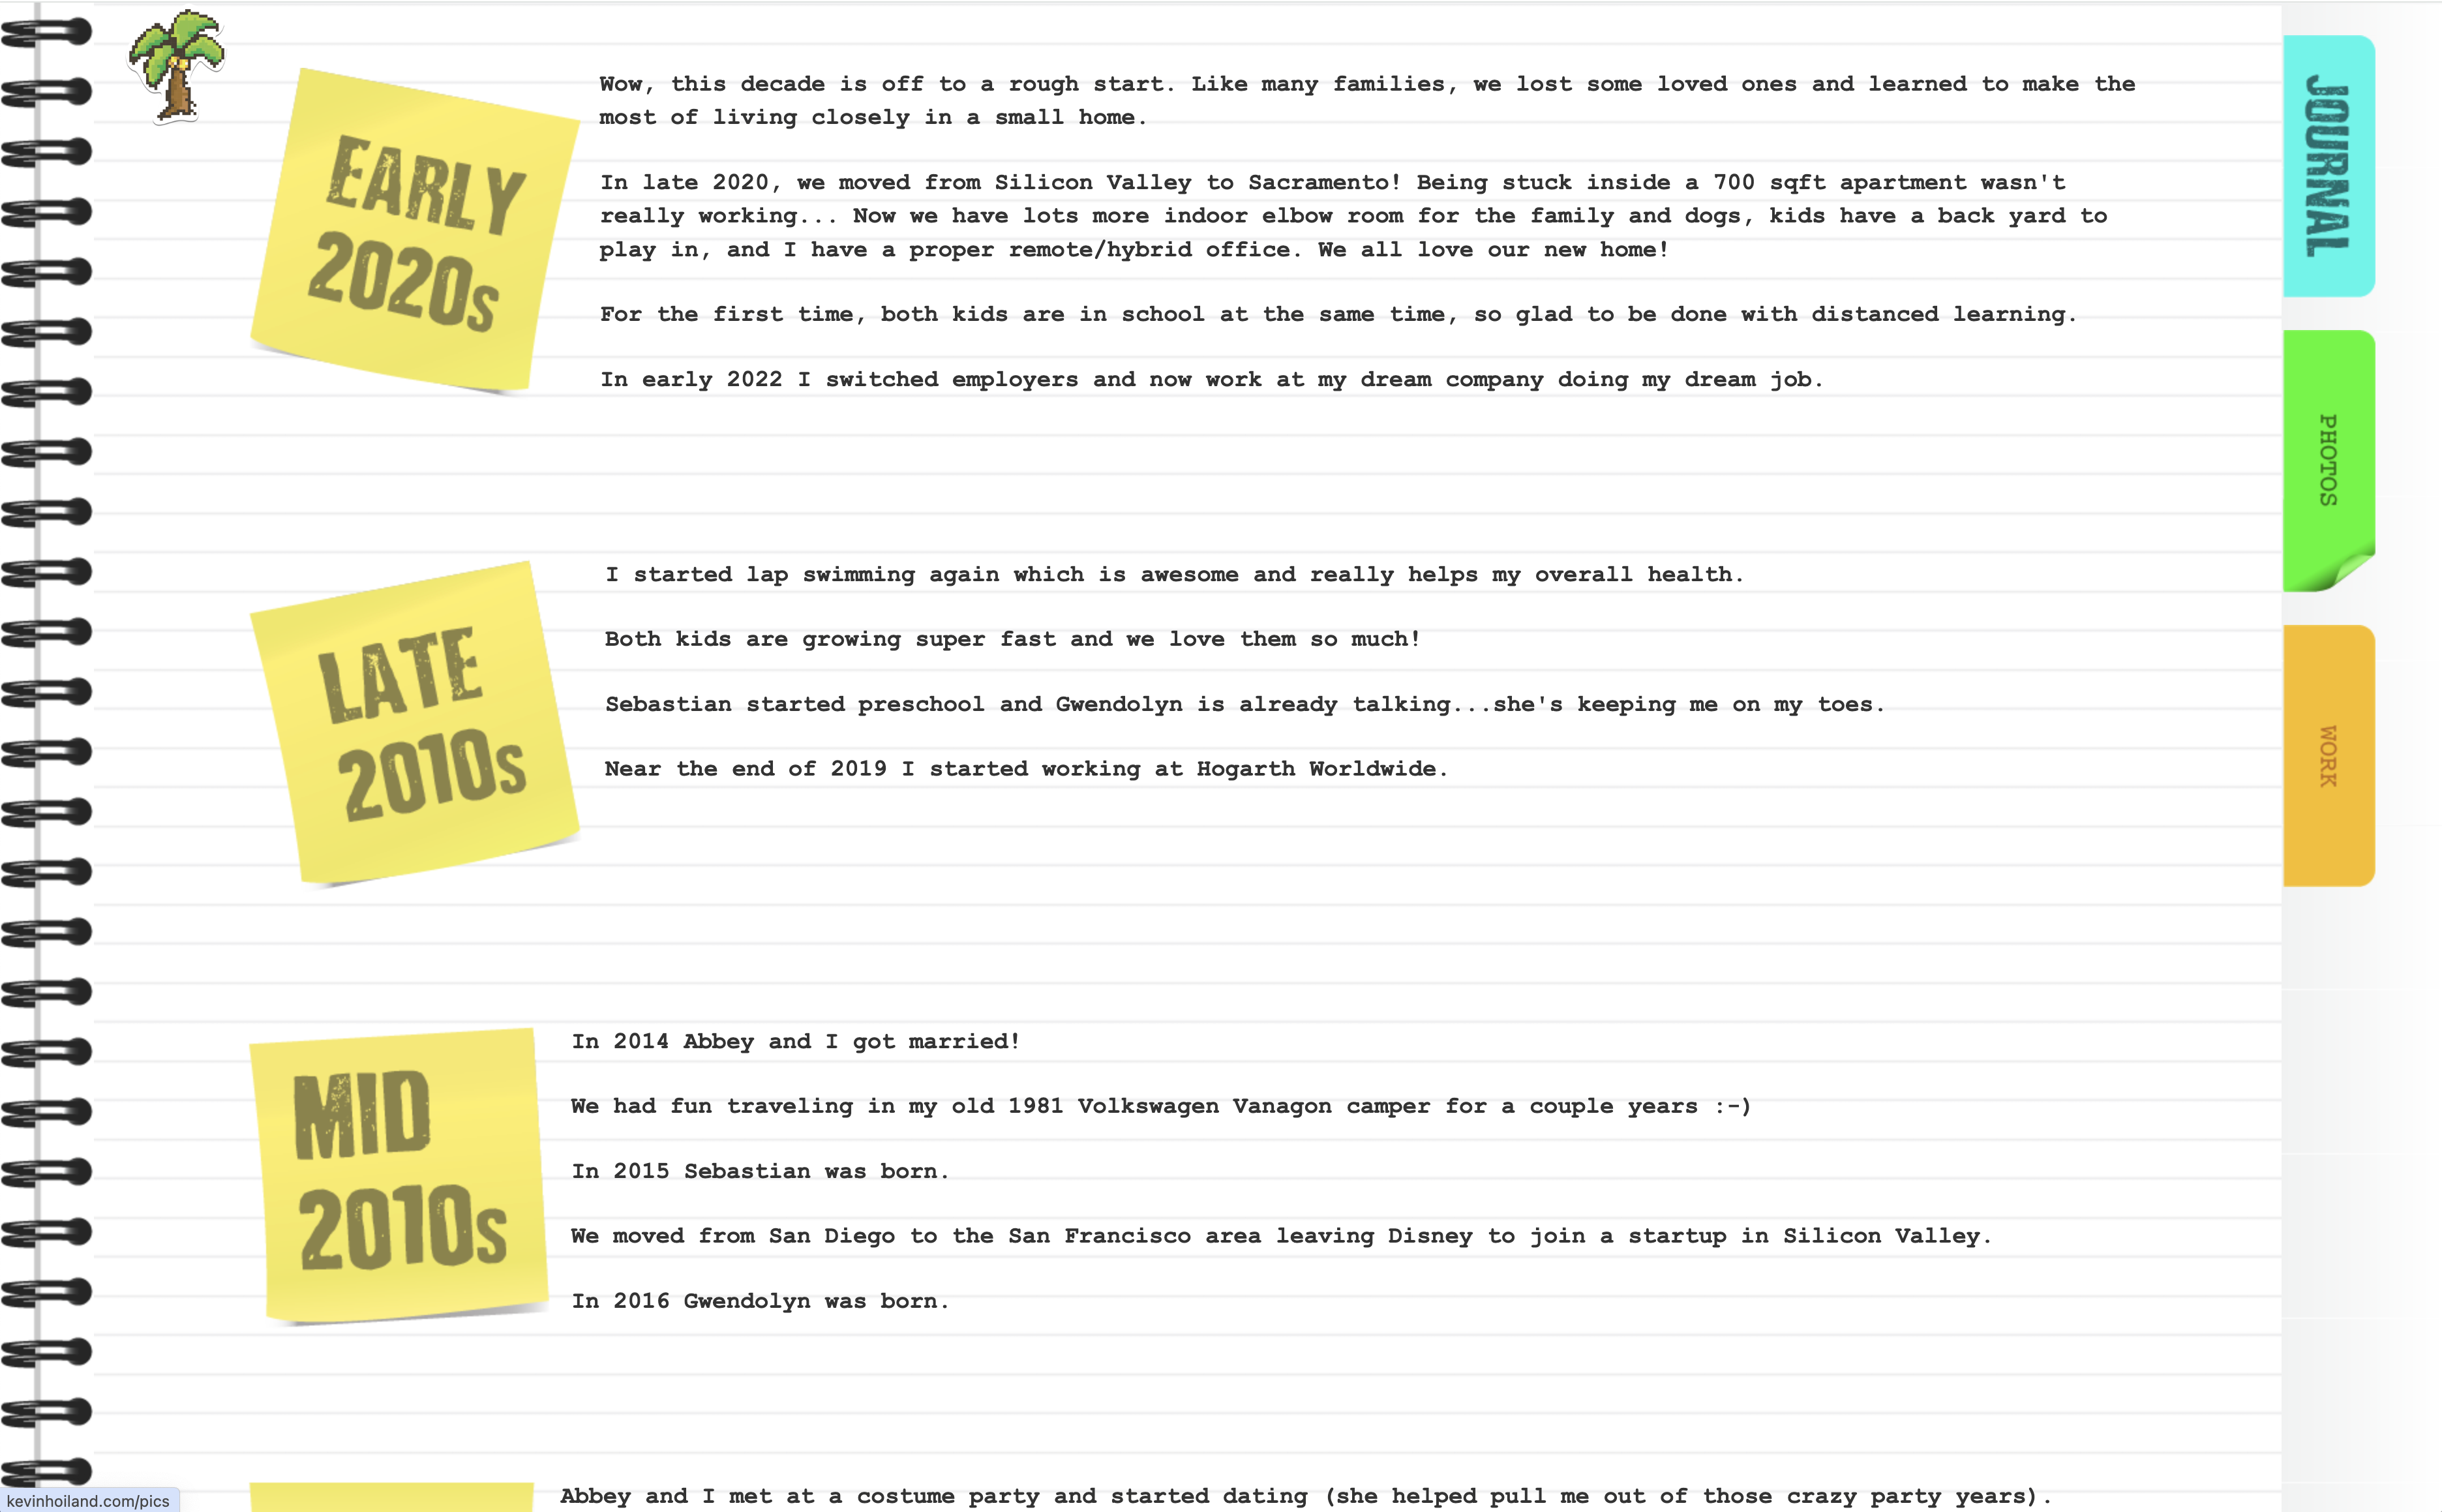 EARLY
2020s
Wow, this decade is off to a rough start. Like many families, we lost some loved ones and learned to make the
most of living closely in a small home.
In late 2020, we moved from Silicon Valley to Sacramento! Being stuck inside a 700 sqft apartment wasn't
really working... Now we have lots more indoor elbow room for the family and dogs, kids have a back yard to
play in, and I have a proper remote/hybrid office. We all love our new home!
For the first time, both kids are in school at the same time, so glad to be done with distanced learning.
In early 2022 I switched employers and now work at my dream company doing my dream job.
LATE
2010s
I started lap swimming again which is awesome and really helps my overall health.
Both kids are growing super fast and we love them so much!
Sebastian started preschool and Gwendolyn is already talking...she's keeping me on my toes.
Near the end of 2019 I started working at Hogarth Worldwide.
MID
2010s
In 2014 Abbey and I got married!
We had fun traveling in my old 1981 Volkswagen Vanagon camper for a couple years :-)
In 2015 Sebastian was born.
We moved from San Diego to the San Francisco area leaving Disney to join a startup in Silicon Valley.
In 2016 Gwendolyn was born.
Abbey and I met at a costume party and started dating (she helped pull me out of those crazy party years).
JOURNAL
PHOTOS
WORK
kevinhoiland.com/pics